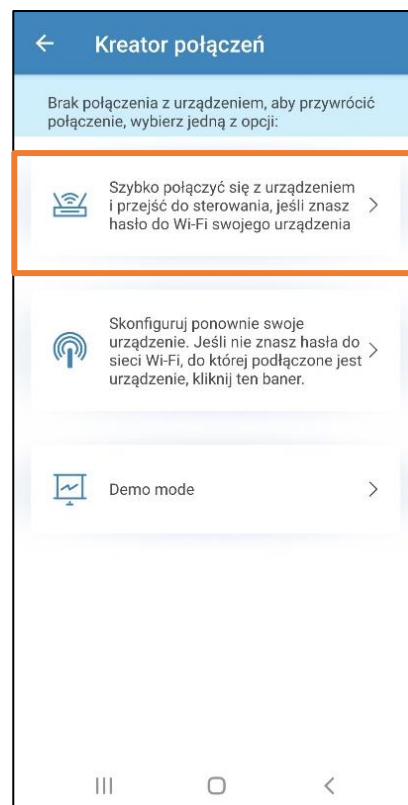 Kreator połączeń
Brak połączenia z urządzeniem, aby przywrócić
połączenie, wybierz jedną z opcji:
Szybko połączyć się z urządzeniem
i przejść do sterowania, jeśli znasz
hasło do Wi-Fi swojego urządzenia
Skonfiguruj ponownie swoje
urządzenie. Jeśli nie znasz hasła do
sieci Wi-Fi, do której podłączone jest
urządzenie, kliknij ten baner.
Demo mode